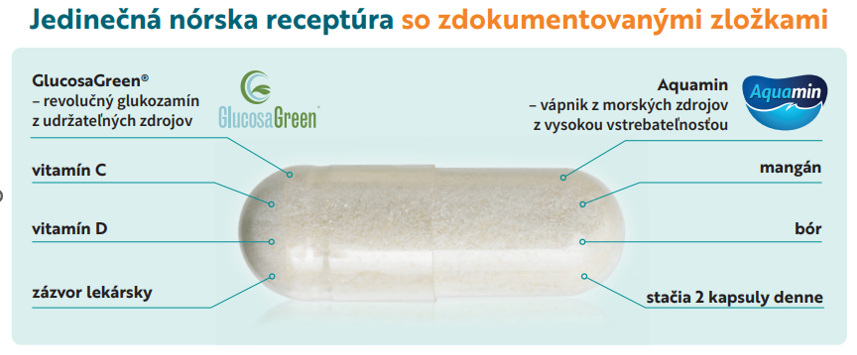 Jedinečná nórska receptúra so zdokumentovanými zložkami
GlucosaGreen®
– revolučný glukozamín
z udržateľných zdrojov
GlucosaGreen
Aquamin
– vápnik z morských zdrojov
z vysokou vstrebateľnosťou
Aquamin
vitamín C
mangán
vitamín D
bór
zázvor lekársky
stačia 2 kapsuly denne